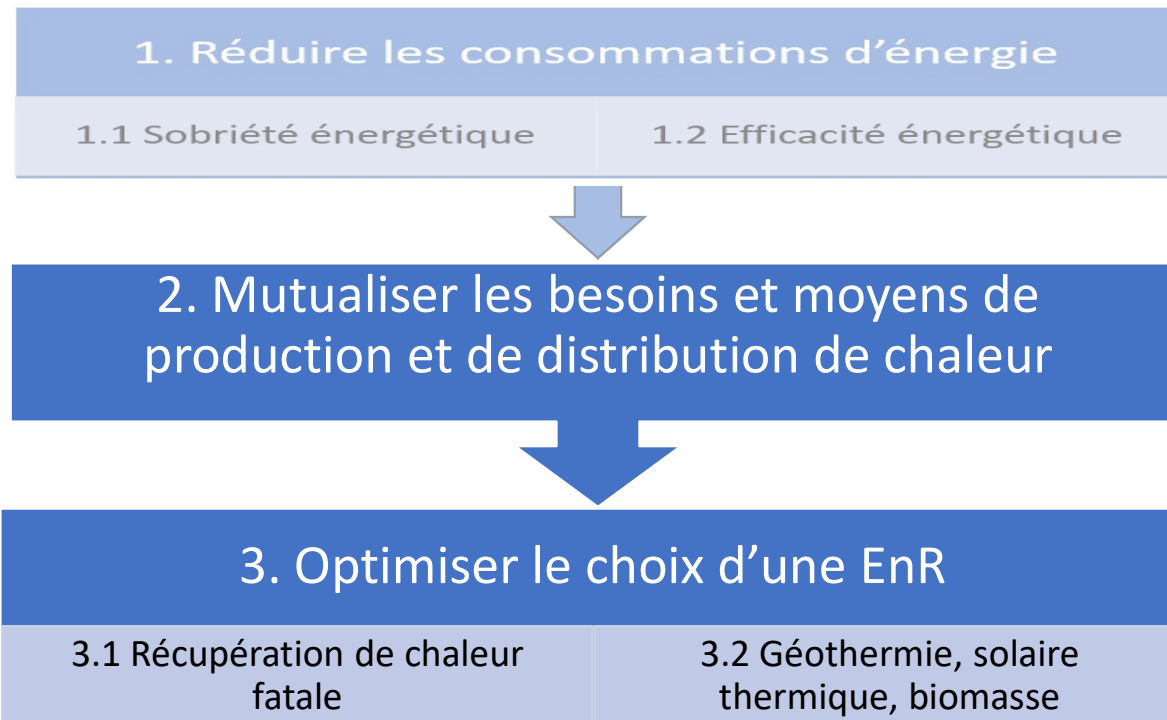 1. Réduire les consommations d’énergie
1.1 Sobriété énergétique
1.2 Efficacité énergétique
2. Mutualiser les besoins et moyens de
production et de distribution de chaleur
3. Optimiser le choix d’une EnR
3.1 Récupération de chaleur
fatale
3.2 Géothermie, solaire
thermique, biomasse